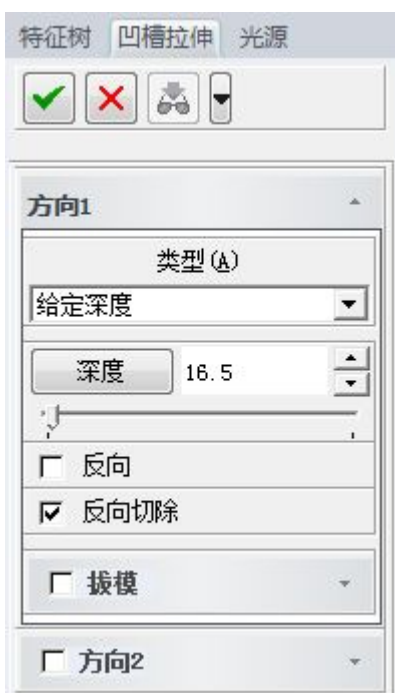 特征树 凹槽拉伸 光源
方向1
类型(A)
给定深度
深度 16.5
反向
反向切除
拔模
方向2